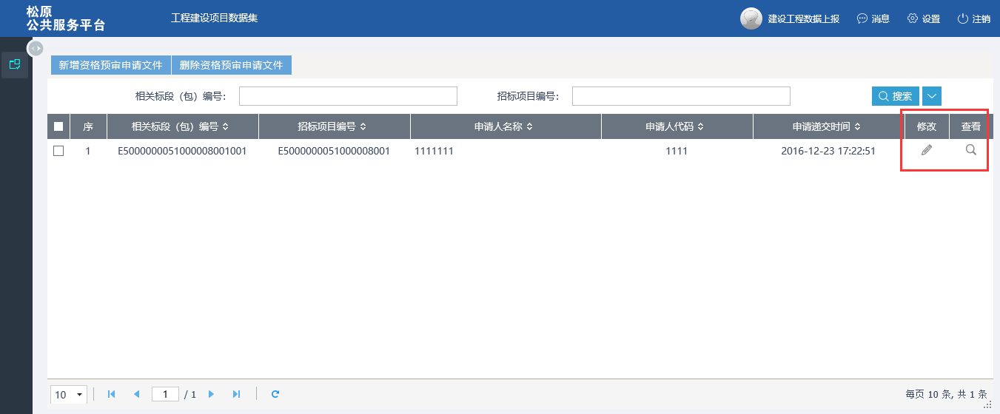 松原
公共服务平台
工程建设项目数据集
建设工程数据上报 消息 设置 注销
新增资格预审申请文件 删除资格预审申请文件
相关标段（包）编号： 招标项目编号： 搜索
序 相关标段（包）编号 招标项目编号 申请人名称 申请人代码 申请递交时间 修改 查看
1 E5000000051000008001001 E5000000051000008001 1111111 1111 2016-12-23 17:22:51
10 1 / 1 每页 10 条, 共 1 条